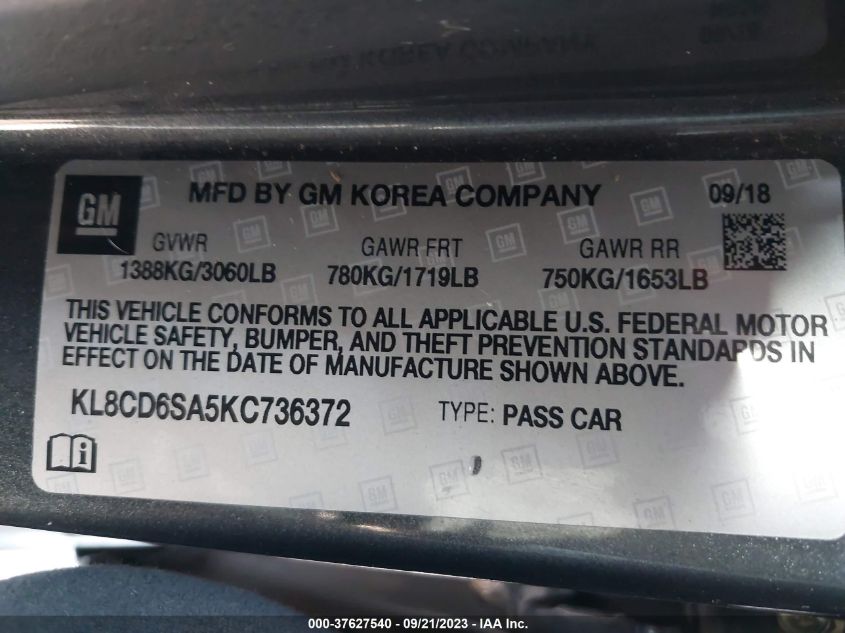 GM
MFD BY GM KOREA COMPANY
09/18
GVWR
1388KG/3060LB
GAWR FRT
780KG/1719LB
GAWR RR
750KG/1653LB
THIS VEHICLE CONFORMS TO ALL APPLICABLE U.S. FEDERAL MOTOR
VEHICLE SAFETY, BUMPER, AND THEFT PREVENTION STANDARDS IN
EFFECT ON THE DATE OF MANUFACTURE SHOWN ABOVE.
KL8CD6SA5KC736372
TYPE: PASS CAR
000-37627540 - 09/21/2023 - IAA Inc.